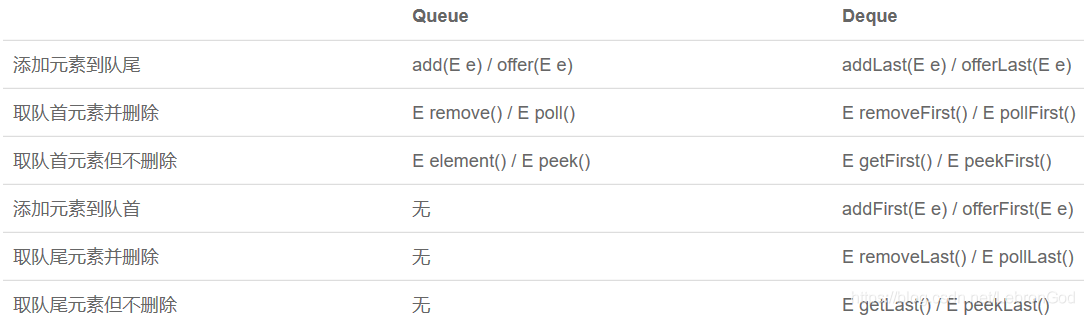 Queue Deque
添加元素到队尾 add(E e) / offer(E e) addLast(E e) / offerLast(E e)
取队首元素并删除 E remove() / E poll() E removeFirst() / E pollFirst()
取队首元素但不删除 E element() / E peek() E getFirst() / E peekFirst()
添加元素到队首 无 addFirst(E e) / offerFirst(E e)
取队尾元素并删除 无 E removeLast() / E pollLast()
取队尾元素但不删除 无 E getLast() / E peekLast()